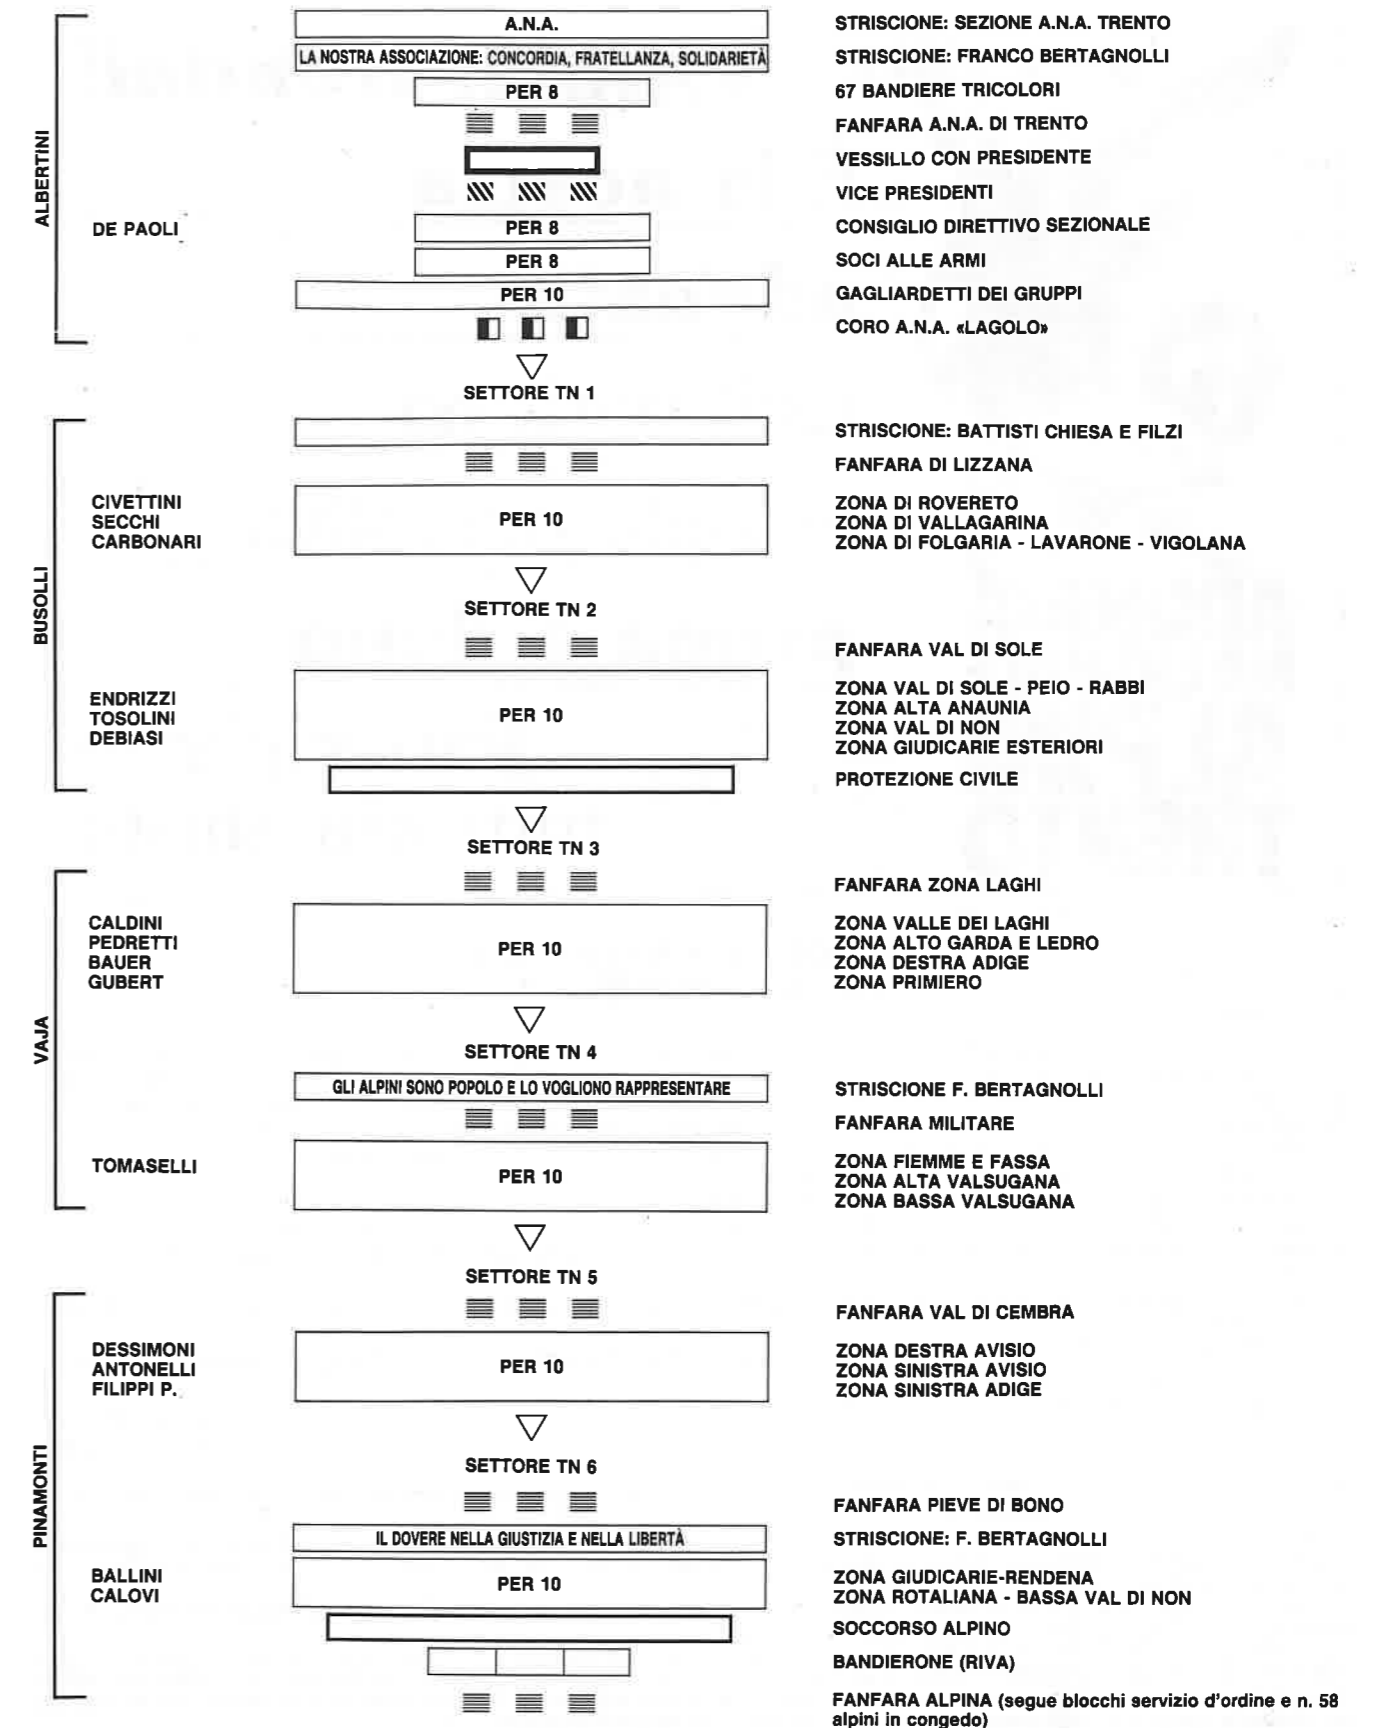 ALBERTINI
A.N.A. STRISCIONE: SEZIONE A.N.A. TRENTO
LA NOSTRA ASSOCIAZIONE: CONCORDIA, FRATELLANZA, SOLIDARIETÀ STRISCIONE: FRANCO BERTAGNOLLI
PER 8 67 BANDIERE TRICOLORI
FANFARA A.N.A. DI TRENTO
VESSILLO CON PRESIDENTE
VICE PRESIDENTI
DE PAOLI PER 8 CONSIGLIO DIRETTIVO SEZIONALE
PER 8 SOCI ALLE ARMI
PER 10 GAGLIARDETTI DEI GRUPPI
CORO A.N.A. «LAGOLO»
SETTORE TN 1
BUSOLLI
STRISCIONE: BATTISTI CHIESA E FILZI
FANFARA DI LIZZANA
CIVETTINI
SECCHI
CARBONARI
PER 10
ZONA DI ROVERETO
ZONA DI VALLAGARINA
ZONA DI FOLGARIA - LAVARONE - VIGOLANA
SETTORE TN 2
FANFARA VAL DI SOLE
ENDRIZZI
TOSOLINI
DEBIASI
PER 10
ZONA VAL DI SOLE - PEIO - RABBI
ZONA ALTA ANAUNIA
ZONA VAL DI NON
ZONA GIUDICARIE ESTERIORI
PROTEZIONE CIVILE
SETTORE TN 3
VAJA
FANFARA ZONA LAGHI
CALDINI
PEDRETTI
BAUER
GUBERT
PER 10
ZONA VALLE DEI LAGHI
ZONA ALTO GARDA E LEDRO
ZONA DESTRA ADIGE
ZONA PRIMIERO
SETTORE TN 4
GLI ALPINI SONO POPOLO E LO VOGLIONO RAPPRESENTARE STRISCIONE F. BERTAGNOLLI
FANFARA MILITARE
TOMASELLI
PER 10
ZONA FIEMME E FASSA
ZONA ALTA VALSUGANA
ZONA BASSA VALSUGANA
SETTORE TN 5
PINAMONTI
FANFARA VAL DI CEMBRA
DESSIMONI
ANTONELLI
FILIPPI P.
PER 10
ZONA DESTRA AVISIO
ZONA SINISTRA AVISIO
ZONA SINISTRA ADIGE
SETTORE TN 6
FANFARA PIEVE DI BONO
IL DOVERE NELLA GIUSTIZIA E NELLA LIBERTÀ STRISCIONE: F. BERTAGNOLLI
BALLINI
CALOVI
PER 10
ZONA GIUDICARIE-RENDENA
ZONA ROTALIANA - BASSA VAL DI NON
SOCCORSO ALPINO
BANDIERONE (RIVA)
FANFARA ALPINA (segue blocchi servizio d'ordine e n. 58
alpini in congedo)